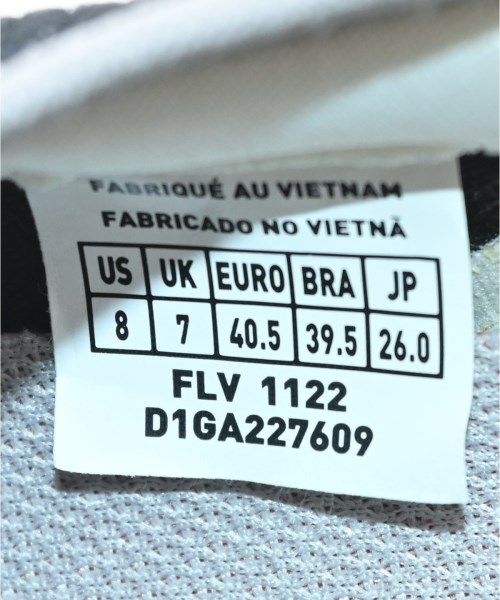 FABRIQUÉ AU VIETNAM
FABRICADO NO VIETNÃ
US UK EURO BRA JP
8 7 40.5 39.5 26.0
FLV 1122
D1GA227609